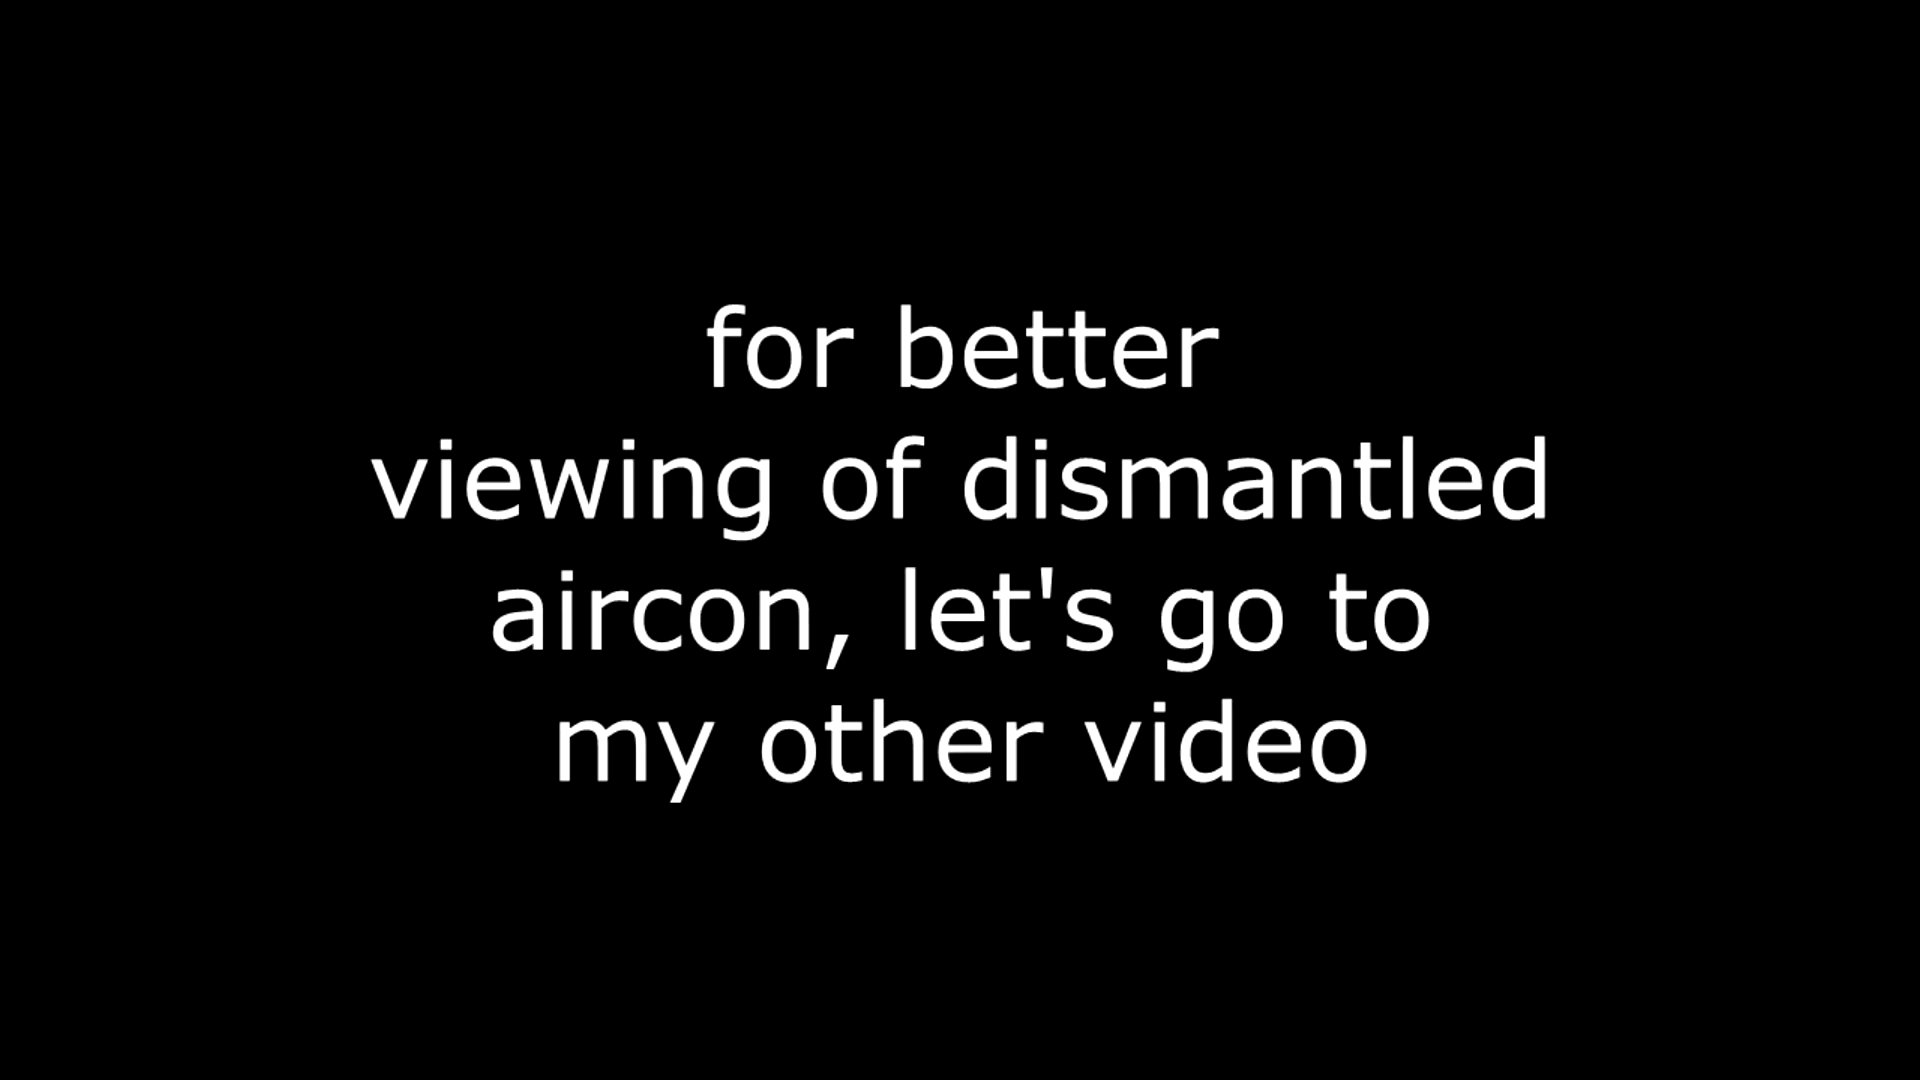 for better
viewing of dismantled
aircon, let's go to
my other video